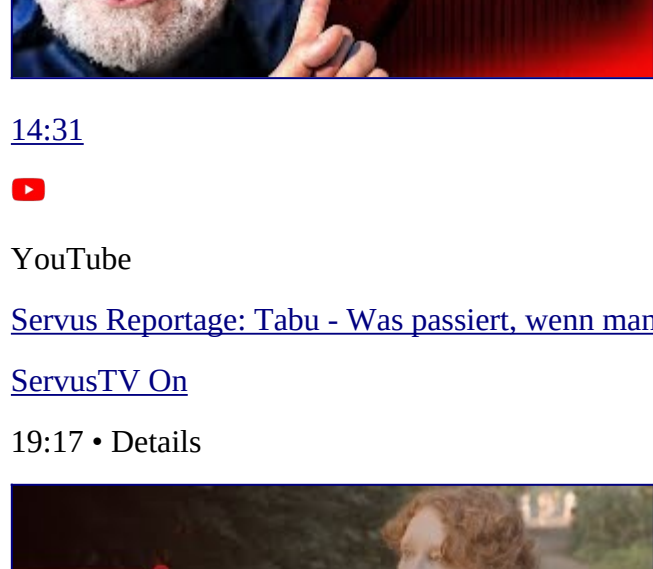 14:31
YouTube
Servus Reportage: Tabu - Was passiert, wenn man
ServusTV On
19:17 • Details